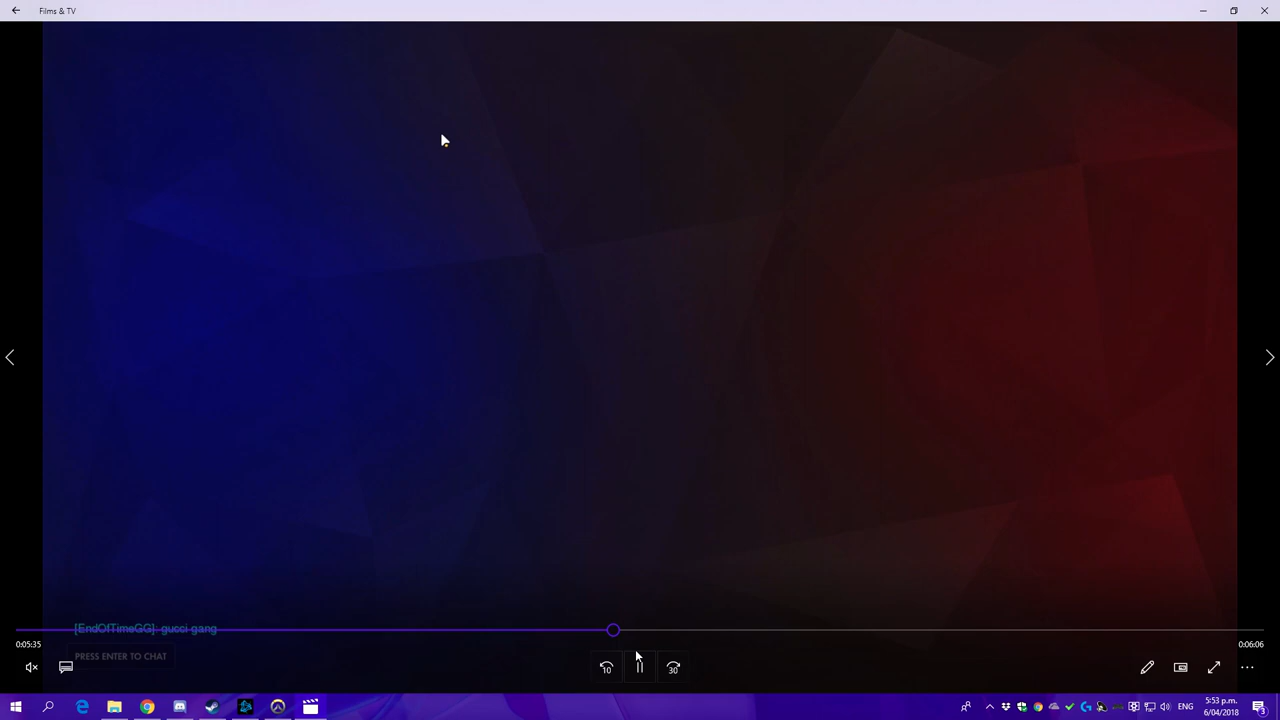 Films & TV
[EndOfTimeGG]: gucci gang
0:05:35
0:06:06
PRESS ENTER TO CHAT
10
30
ENG
5:53 p.m.
6/04/2018
3